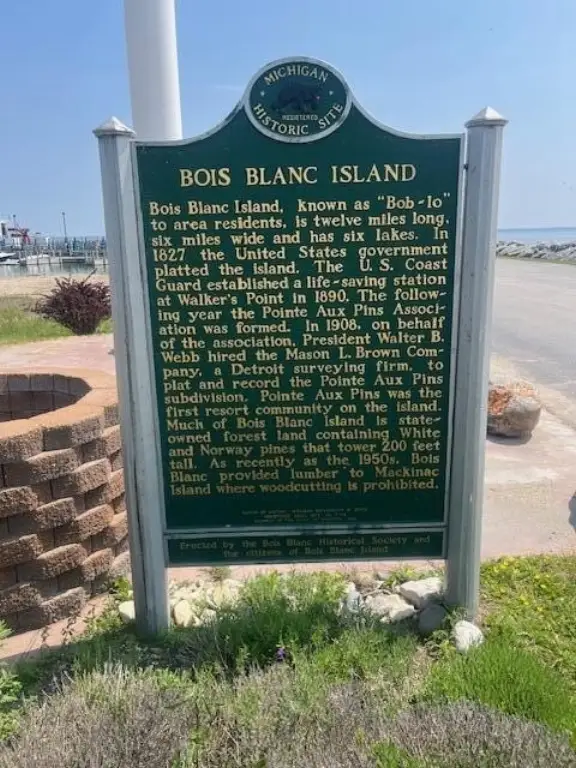 MICHIGAN
REGISTERED
HISTORIC SITE
BOIS BLANC ISLAND
Bois Blanc Island, known as "Bob-lo"
to area residents, is twelve miles long,
six miles wide and has six lakes. In
1827 the United States government
platted the island. The U.S. Coast
Guard established a life-saving station
at Walker's Point in 1890. The follow-
ing year the Pointe Aux Pins Associ-
ation was formed. In 1908, on behalf
of the association, President Walter B.
Webb hired the Mason L. Brown Com-
pany, a Detroit surveying firm, to
plat and record the Pointe Aux Pins
subdivision. Pointe Aux Pins was the
first resort community on the island.
Much of Bois Blanc Island is state-
owned forest land containing White
and Norway pines that tower 200 feet
tall. As recently as the 1950s, Bois
Blanc provided lumber to Mackinac
Island where woodcutting is prohibited.
Erected by the Bois Blanc Historical Society and
the citizens of Bois Blanc Island